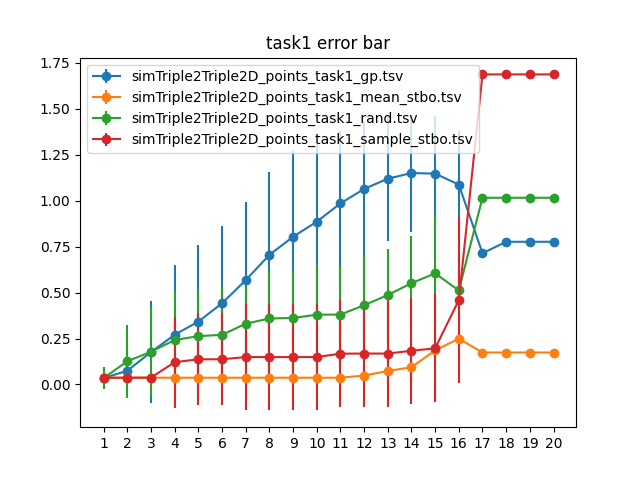 task1 error bar
simTriple2Triple2D_points_task1_gp.tsv
simTriple2Triple2D_points_task1_mean_stbo.tsv
simTriple2Triple2D_points_task1_rand.tsv
simTriple2Triple2D_points_task1_sample_stbo.tsv
1.75
1.50
1.25
1.00
0.75
0.50
0.25
0.00
1 2 3 4 5 6 7 8 9 10 11 12 13 14 15 16 17 18 19 20